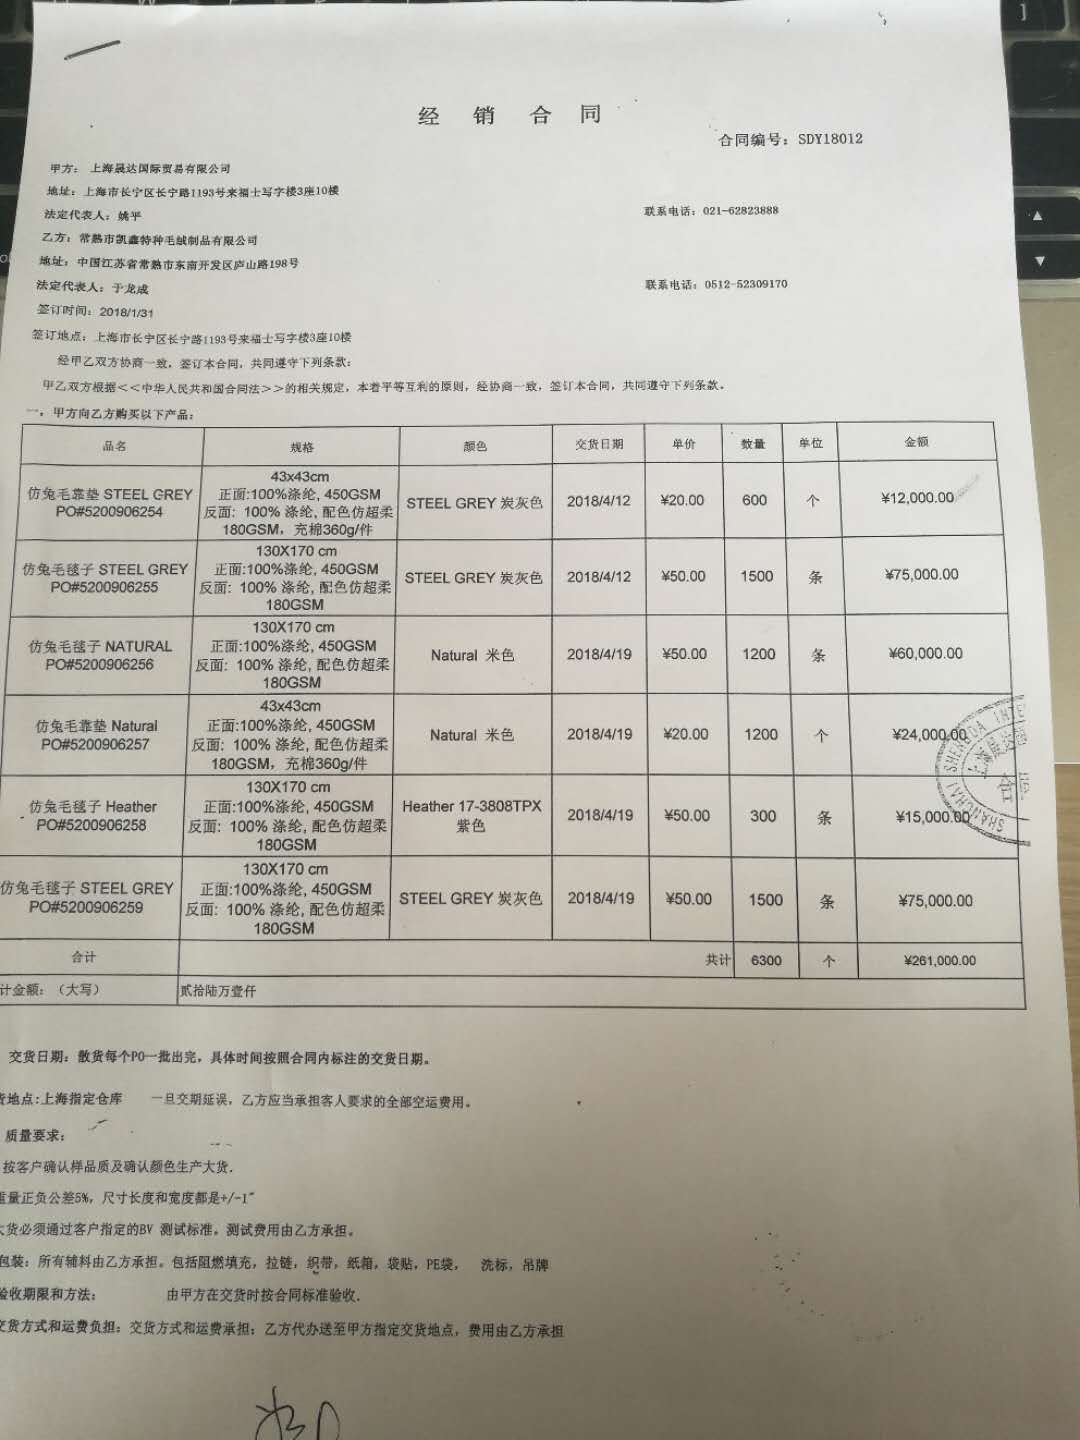 经 销 合 同
合同编号：SDY18012
甲方： 上海晟达国际贸易有限公司
地址：上海市长宁区长宁路1193号来福士写字楼3座10楼
法定代表人：姚平 联系电话：021-62823888
乙方：常熟市凯鑫特种毛绒制品有限公司
地址：中国江苏省常熟市东南开发区庐山路198号
法定代表人：于龙成 联系电话：0512-52309170
签订时间：2018/1/31
签订地点：上海市长宁区长宁路1193号来福士写字楼3座10楼
经甲乙双方协商一致，签订本合同，共同遵守下列条款：
甲乙双方根据<<中华人民共和国合同法>>的相关规定，本着平等互利的原则，经协商一致，签订本合同，共同遵守下列条款。
一，甲方向乙方购买以下产品：
品名 规格 颜色 交货日期 单价 数量 单位 金额
仿兔毛靠垫 STEEL GREY
PO#5200906254
43x43cm
正面:100%涤纶, 450GSM
反面: 100% 涤纶, 配色仿超柔
180GSM，充棉360g/件
STEEL GREY 炭灰色 2018/4/12 ¥20.00 600 个 ¥12,000.00
仿兔毛毯子 STEEL GREY
PO#5200906255
130X170 cm
正面:100%涤纶, 450GSM
反面: 100% 涤纶, 配色仿超柔
180GSM
STEEL GREY 炭灰色 2018/4/12 ¥50.00 1500 条 ¥75,000.00
仿兔毛毯子 NATURAL
PO#5200906256
130X170 cm
正面:100%涤纶, 450GSM
反面: 100% 涤纶, 配色仿超柔
180GSM
Natural 米色 2018/4/19 ¥50.00 1200 条 ¥60,000.00
仿兔毛靠垫 Natural
PO#5200906257
43x43cm
正面:100%涤纶, 450GSM
反面: 100% 涤纶, 配色仿超柔
180GSM，充棉360g/件
Natural 米色 2018/4/19 ¥20.00 1200 个 ¥24,000.00
仿兔毛毯子 Heather
PO#5200906258
130X170 cm
正面:100%涤纶, 450GSM
反面: 100% 涤纶, 配色仿超柔
180GSM
Heather 17-3808TPX
紫色
2018/4/19 ¥50.00 300 条 ¥15,000.00
仿兔毛毯子 STEEL GREY
PO#5200906259
130X170 cm
正面:100%涤纶, 450GSM
反面: 100% 涤纶, 配色仿超柔
180GSM
STEEL GREY 炭灰色 2018/4/19 ¥50.00 1500 条 ¥75,000.00
合计 共计 6300 个 ¥261,000.00
计金额：（大写） 贰拾陆万壹仟
SHANGHAI SHENGDA INTE
上海晟达国
交货日期：散货每个PO一批出完，具体时间按照合同内标注的交货日期。
货地点:上海指定仓库 一旦交期延误，乙方应当承担客人要求的全部空运费用。
质量要求：
按客户确认样品质及确认颜色生产大货.
重量正负公差5%，尺寸长度和宽度都是+/-1"
大货必须通过客户指定的BV 测试标准，测试费用由乙方承担。
包装：所有辅料由乙方承担。包括阻燃填充，拉链，织带，纸箱，袋贴，PE袋， 洗标，吊牌
验收期限和方法： 由甲方在交货时按合同标准验收.
交货方式和运费负担：交货方式和运费承担：乙方代办送至甲方指定交货地点，费用由乙方承担